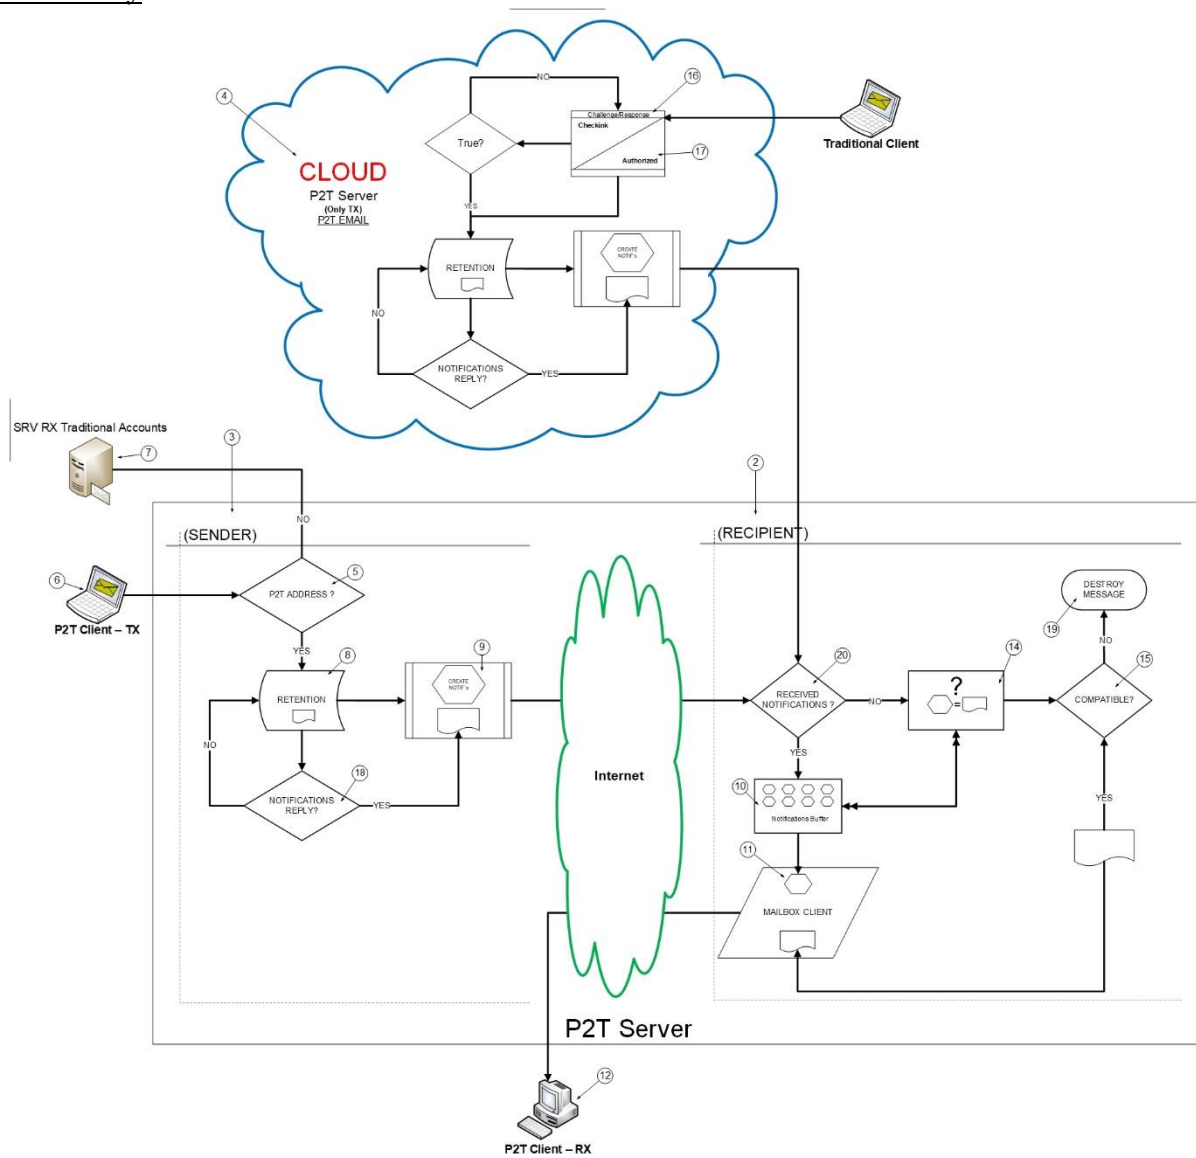 NO
16
4
Challenge/Response
Checkink
True?
Authorized
17
Traditional Client
CLOUD
P2T Server
(Only TX)
P2T EMAIL
YES
CREATE
NOTIF's
RETENTION
NO
NOTIFICATIONS
REPLY?
YES
SRV RX Traditional Accounts
7
3
2
NO
(SENDER)
(RECIPIENT)
6
P2T ADDRESS ?
5
P2T Client – TX
DESTROY
MESSAGE
19
YES
8
9
NO
20
14
15
CREATE
NOTIF's
RETENTION
RECEIVED
NOTIFICATIONS ?
NO
?
=
COMPATIBLE?
NO
YES
Internet
18
NOTIFICATIONS
REPLY?
YES
10
Notifications Buffer
YES
11
MAILBOX CLIENT
P2T Server
12
P2T Client – RX